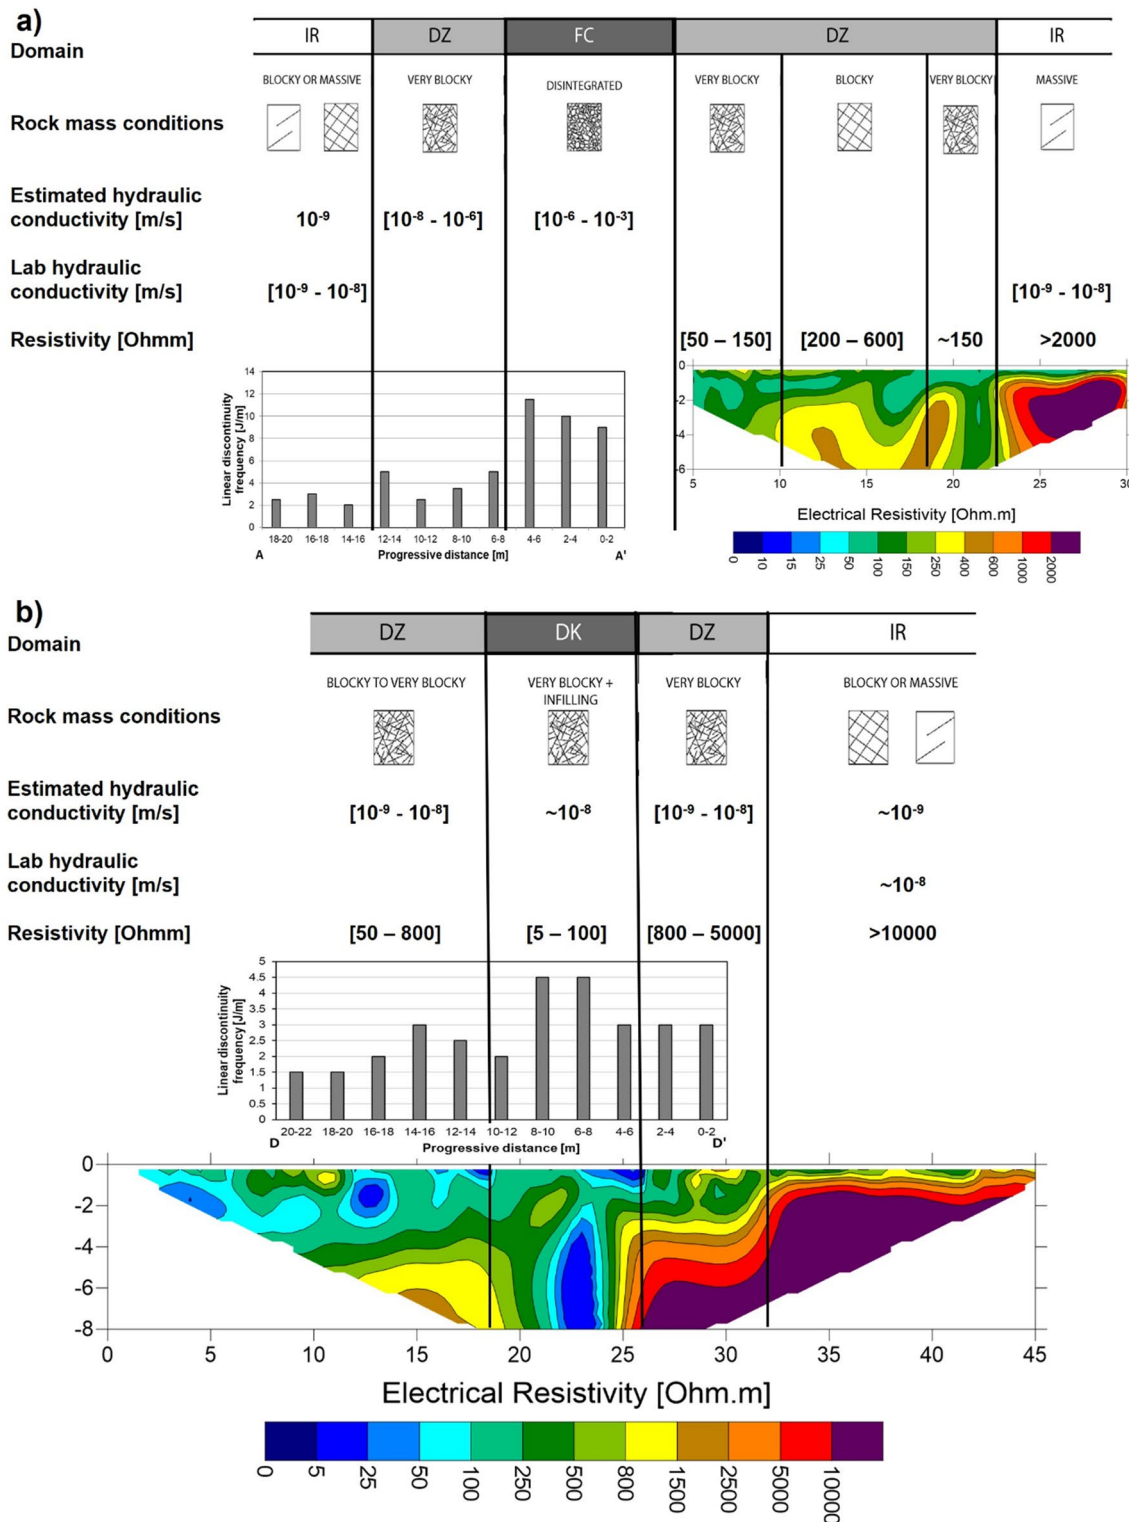 a)
Domain
IR DZ FC DZ IR
BLOCKY OR MASSIVE VERY BLOCKY DISINTEGRATED VERY BLOCKY BLOCKY VERY BLOCKY MASSIVE
Rock mass conditions
Estimated hydraulic
conductivity [m/s] 10⁻⁹ [10⁻⁸ - 10⁻⁶] [10⁻⁶ - 10⁻³]
Lab hydraulic
conductivity [m/s] [10⁻⁹ - 10⁻⁸] [10⁻⁹ - 10⁻⁸]
Resistivity [Ohmm] [50 – 150] [200 – 600] ~150 >2000
Linear discontinuity
frequency [J/m]
14
12
10
8
6
4
2
0
18-20 16-18 14-16 12-14 10-12 8-10 6-8 4-6 2-4 0-2
A Progressive distance [m] A'
0
-2
-4
-6
5 10 15 20 25 30
Electrical Resistivity [Ohm.m]
0 10 15 25 50 100 150 250 400 600 1000 2000
b)
Domain
DZ DK DZ IR
BLOCKY TO VERY BLOCKY VERY BLOCKY + VERY BLOCKY BLOCKY OR MASSIVE
INFILLING
Rock mass conditions
Estimated hydraulic
conductivity [m/s] [10⁻⁹ - 10⁻⁸] ~10⁻⁸ [10⁻⁹ - 10⁻⁸] ~10⁻⁹
Lab hydraulic
conductivity [m/s] ~10⁻⁸
Resistivity [Ohmm] [50 – 800] [5 – 100] [800 – 5000] >10000
Linear discontinuity
frequency [J/m]
5
4.5
4
3.5
3
2.5
2
1.5
1
0.5
0
20-22 18-20 16-18 14-16 12-14 10-12 8-10 6-8 4-6 2-4 0-2
D Progressive distance [m] D'
0
-2
-4
-6
-8
0 5 10 15 20 25 30 35 40 45
Electrical Resistivity [Ohm.m]
0 5 25 50 100 250 500 800 1500 2500 5000 10000